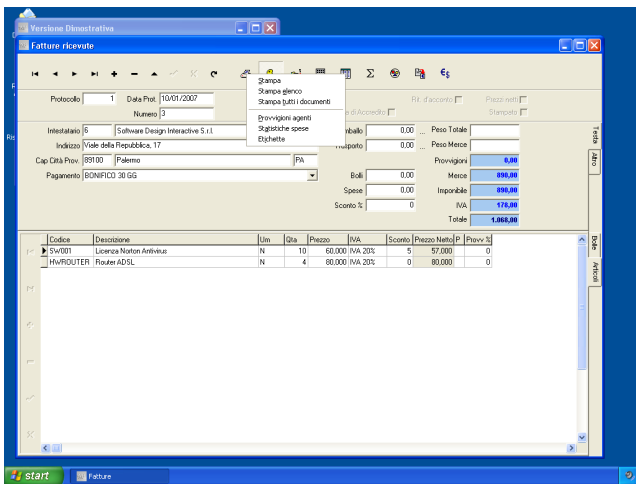 Versione Dimostrativa
Fatture ricevute
Stampa
Stampa elenco
Stampa tutti i documenti
Provvigioni agenti
Statistiche spese
Etichette
Protocollo 1 Data Prot. 10/01/2007
Numero 3
Rit. d'acconto Prezzi netti
di Accredito Stampato
Intestatario 6 Software Design Interactive S.r.l.
Indirizzo Viale della Repubblica, 17
Cap Città Prov. 89100 Palermo PA
Pagamento BONIFICO 30 GG
mballo 0,00 ... Peso Totale
rasporto 0,00 ... Peso Merce
Provvigioni 0,00
Bolli 0,00 Merce 890,00
Spese 0,00 Imponibile 890,00
Sconto % 0 IVA 178,00
Totale 1.068,00
Testa
Altro
Codice Descrizione Um Qta Prezzo IVA Sconto Prezzo Netto P Provv %
SW001 Licenza Norton Antivirus N 10 60,000 IVA 20% 5 57,000 0
HWROUTER Router ADSL N 4 80,000 IVA 20% 0 80,000 0
Bolle
Articoli
start Fatture